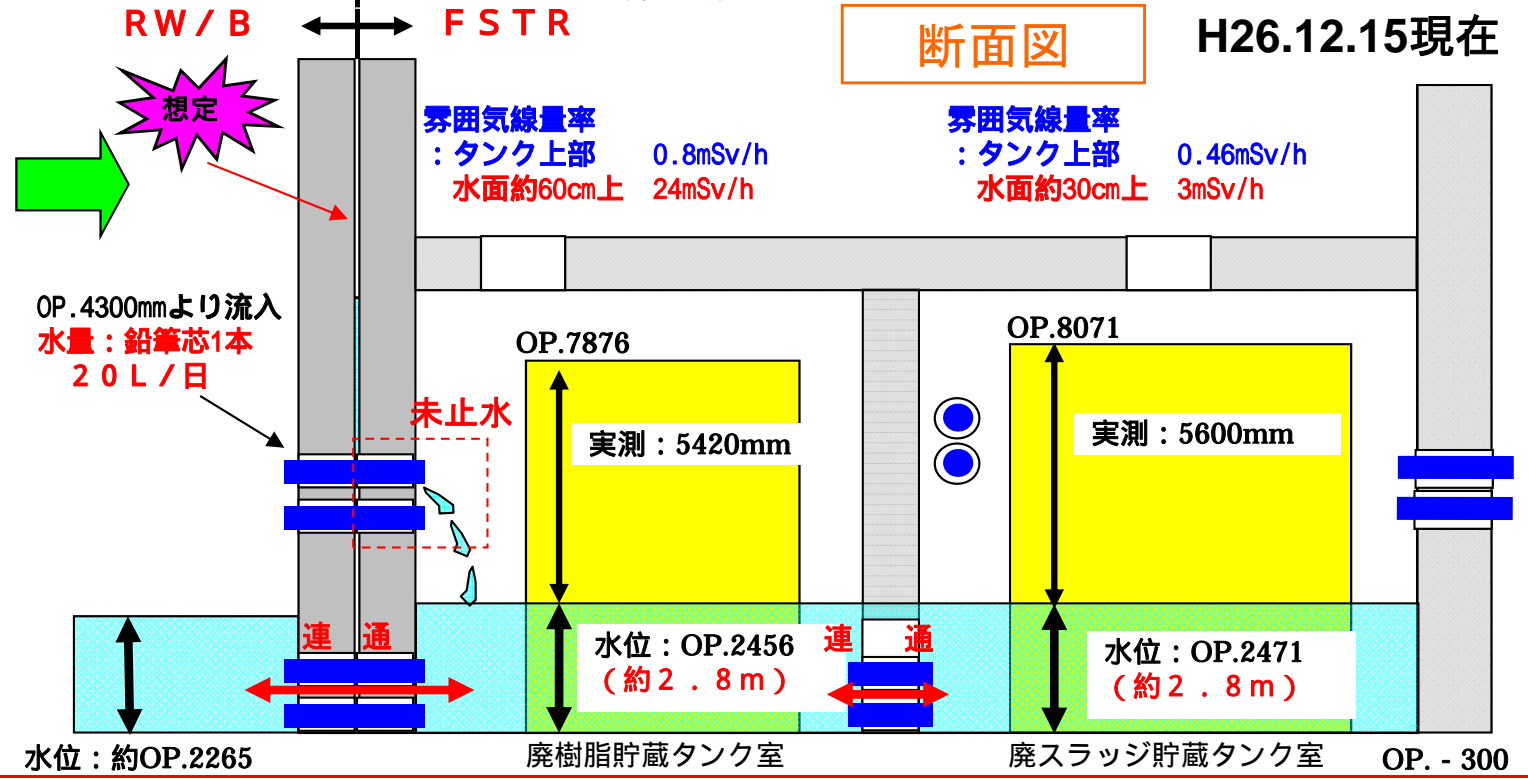 RW/B
FSTR
断面図
H26.12.15現在
想定
雰囲気線量率
：タンク上部 0.8mSv/h
水面約60cm上 24mSv/h
雰囲気線量率
：タンク上部 0.46mSv/h
水面約30cm上 3mSv/h
OP.4300mmより流入
水量：鉛筆芯1本
２０Ｌ／日
未止水
OP.7876
実測：5420mm
OP.8071
実測：5600mm
連 通
水位：OP.2456
（約２．８ｍ）
連 通
水位：OP.2471
（約２．８ｍ）
水位：約OP.2265
廃樹脂貯蔵タンク室
廃スラッジ貯蔵タンク室
OP.－300